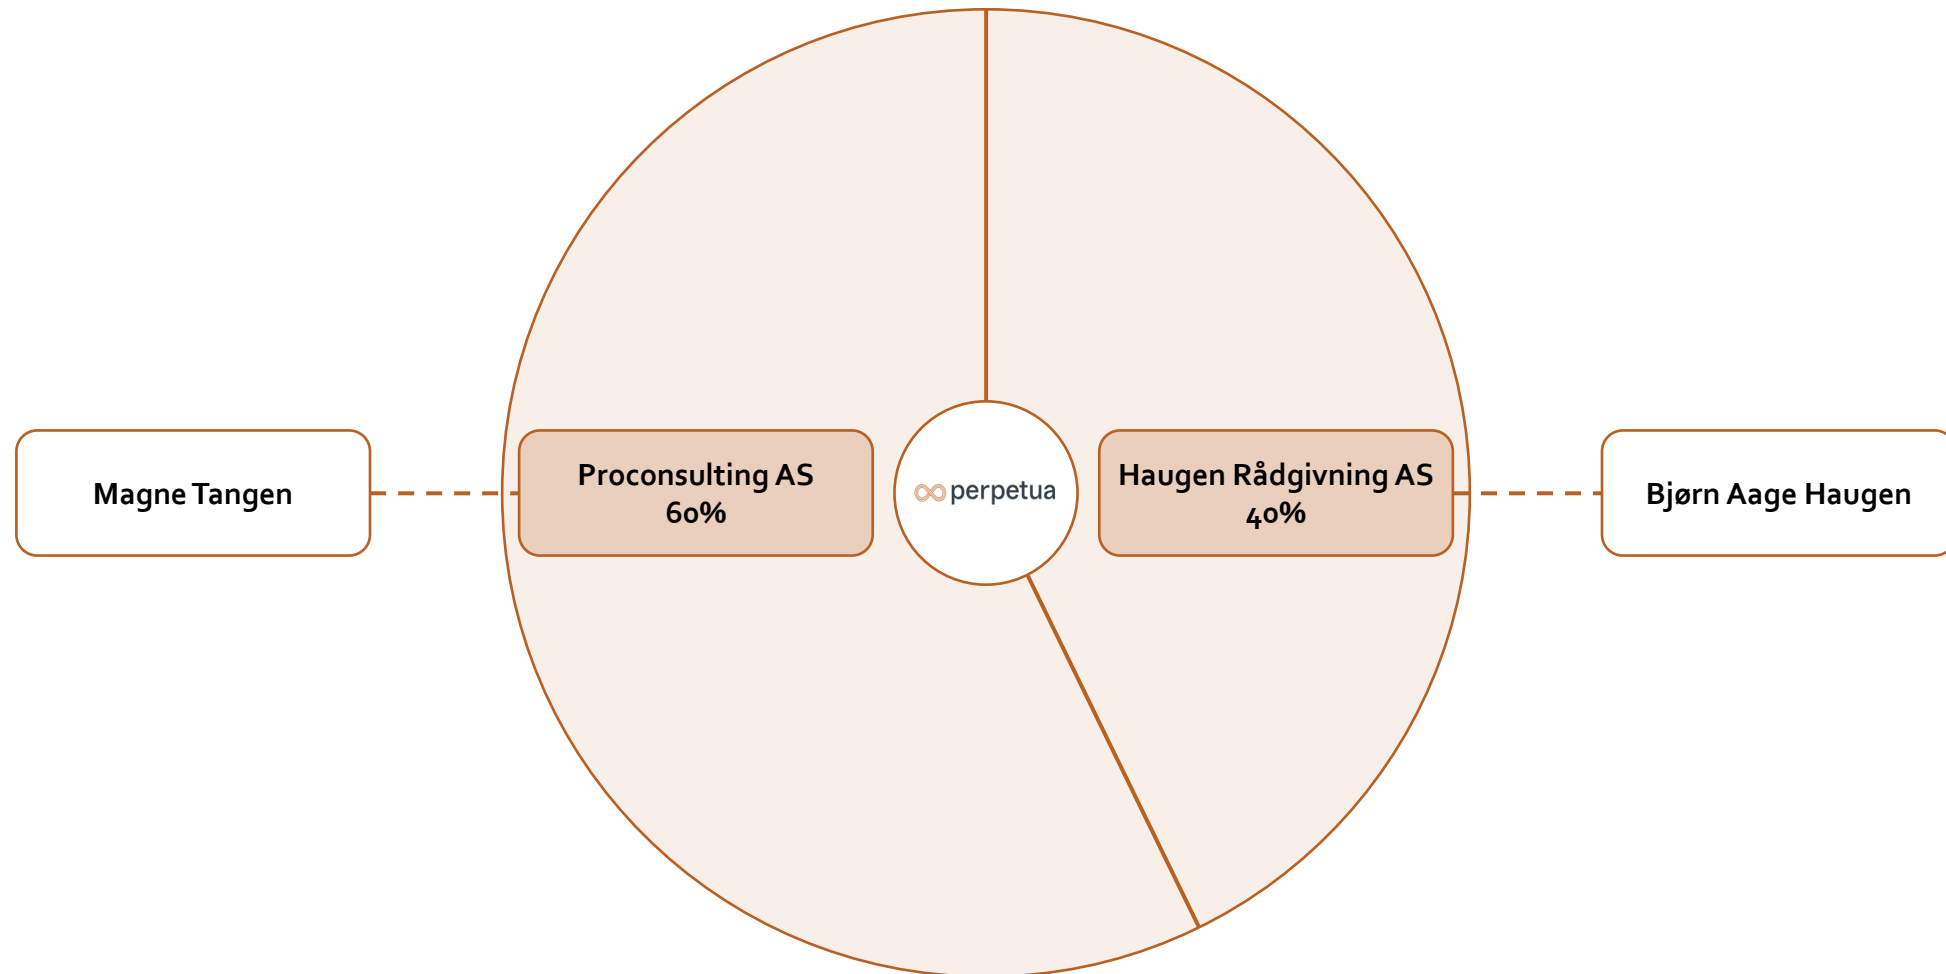 Magne Tangen
Proconsulting AS
60%
perpetua
Haugen Rådgivning AS
40%
Bjørn Aage Haugen